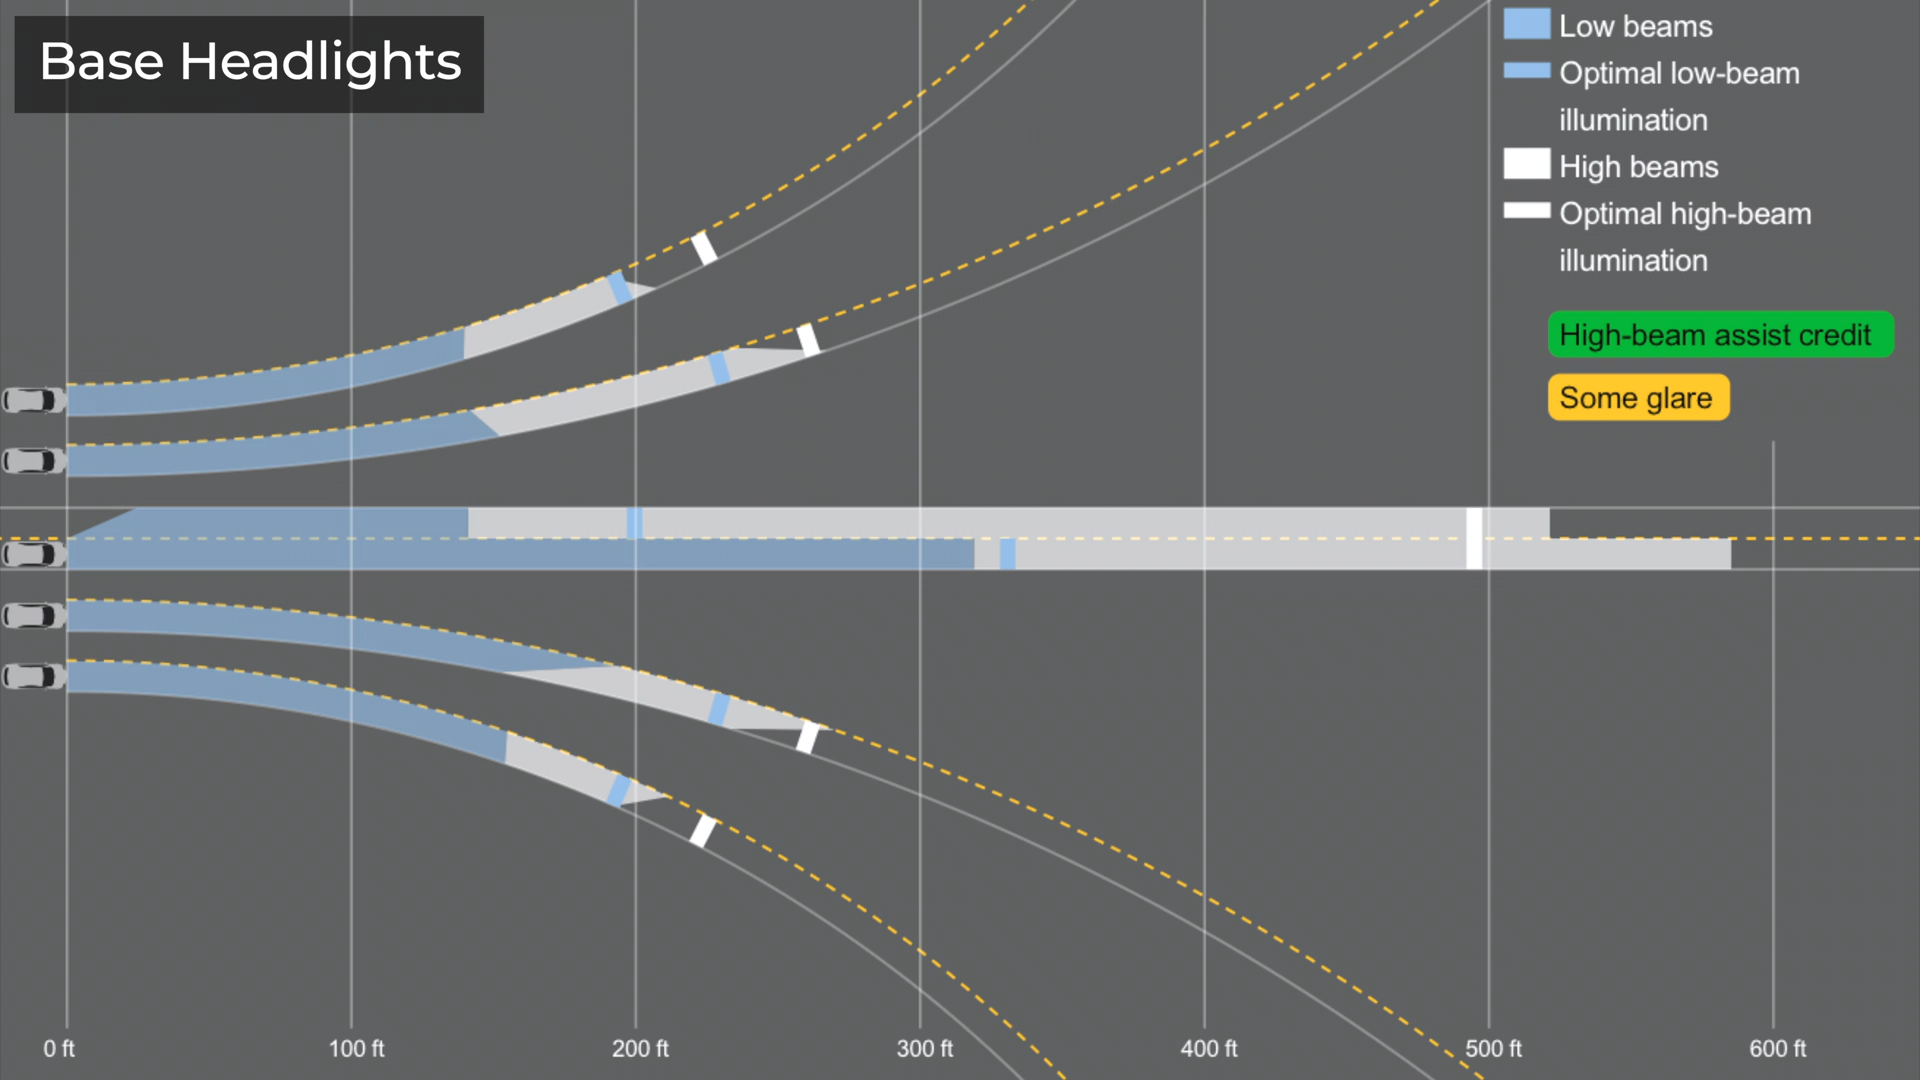 Base Headlights
Low beams
Optimal low-beam
illumination
High beams
Optimal high-beam
illumination
High-beam assist credit
Some glare
0 ft
100 ft
200 ft
300 ft
400 ft
500 ft
600 ft